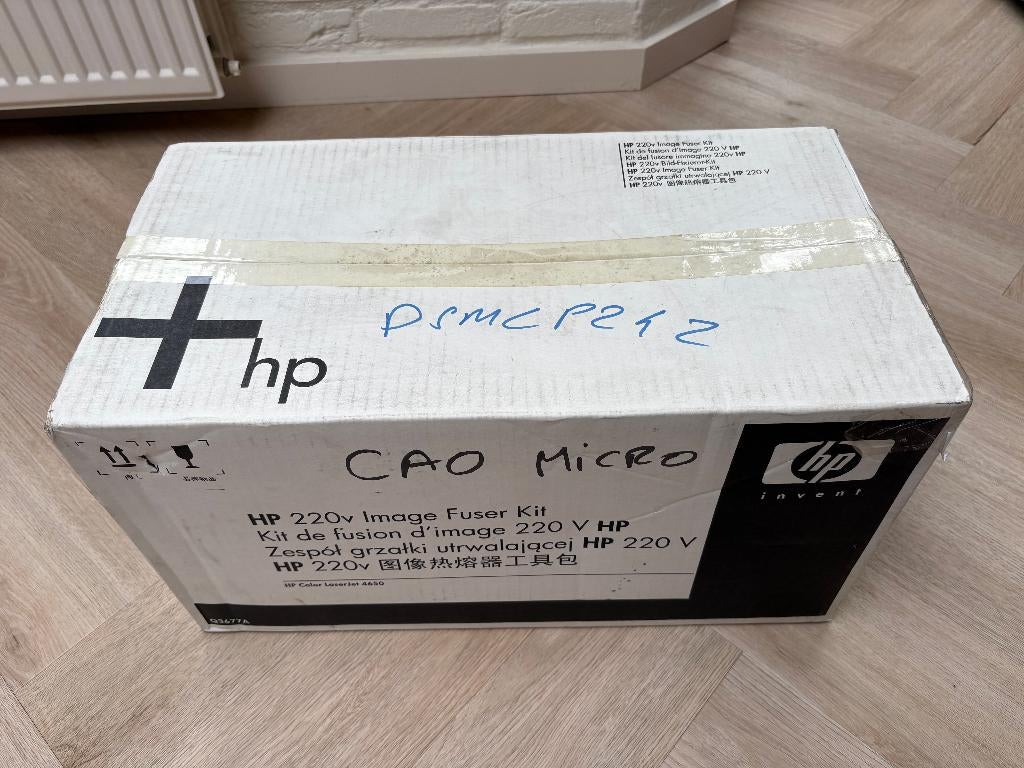 HP 220v Image Fuser Kit
Kit de fusion d'image 220 V HP
Kit del fusore immagine 220v HP
HP 220v Bild-Fixierer-Kit
HP 220v Image Fuser Kit
Zespół grzałki utrwalającej HP 220 V
HP 220v 图像热熔器工具包
hp
CAO MICRO
hp
invent
HP 220v Image Fuser Kit
Kit de fusion d'image 220 V HP
Zespół grzałki utrwalającej HP 220 V
HP 220v 图像热熔器工具包
HP Color LaserJet 4650
Q3677A